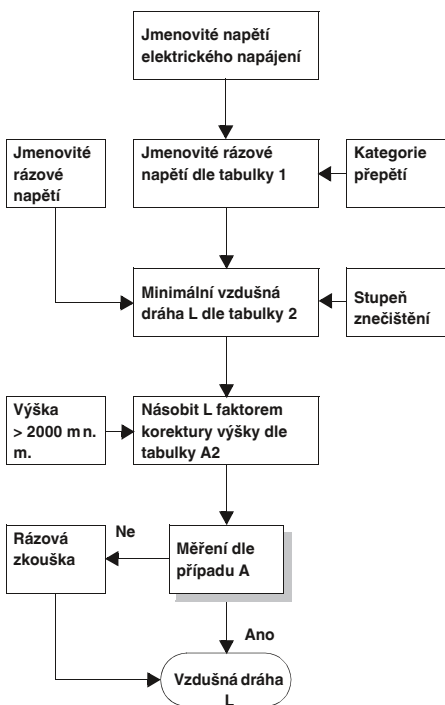 Jmenovité napětí
elektrického napájení
Jmenovité
rázové
napětí
Jmenovité rázové
napětí dle tabulky 1
Kategorie
přepětí
Minimální vzdušná
dráha L dle tabulky 2
Stupeň
znečištění
Výška
> 2000 m n.
m.
Násobit L faktorem
korektury výšky dle
tabulky A2
Rázová
zkouška
Ne
Měření dle
případu A
Ano
Vzdušná dráha
L